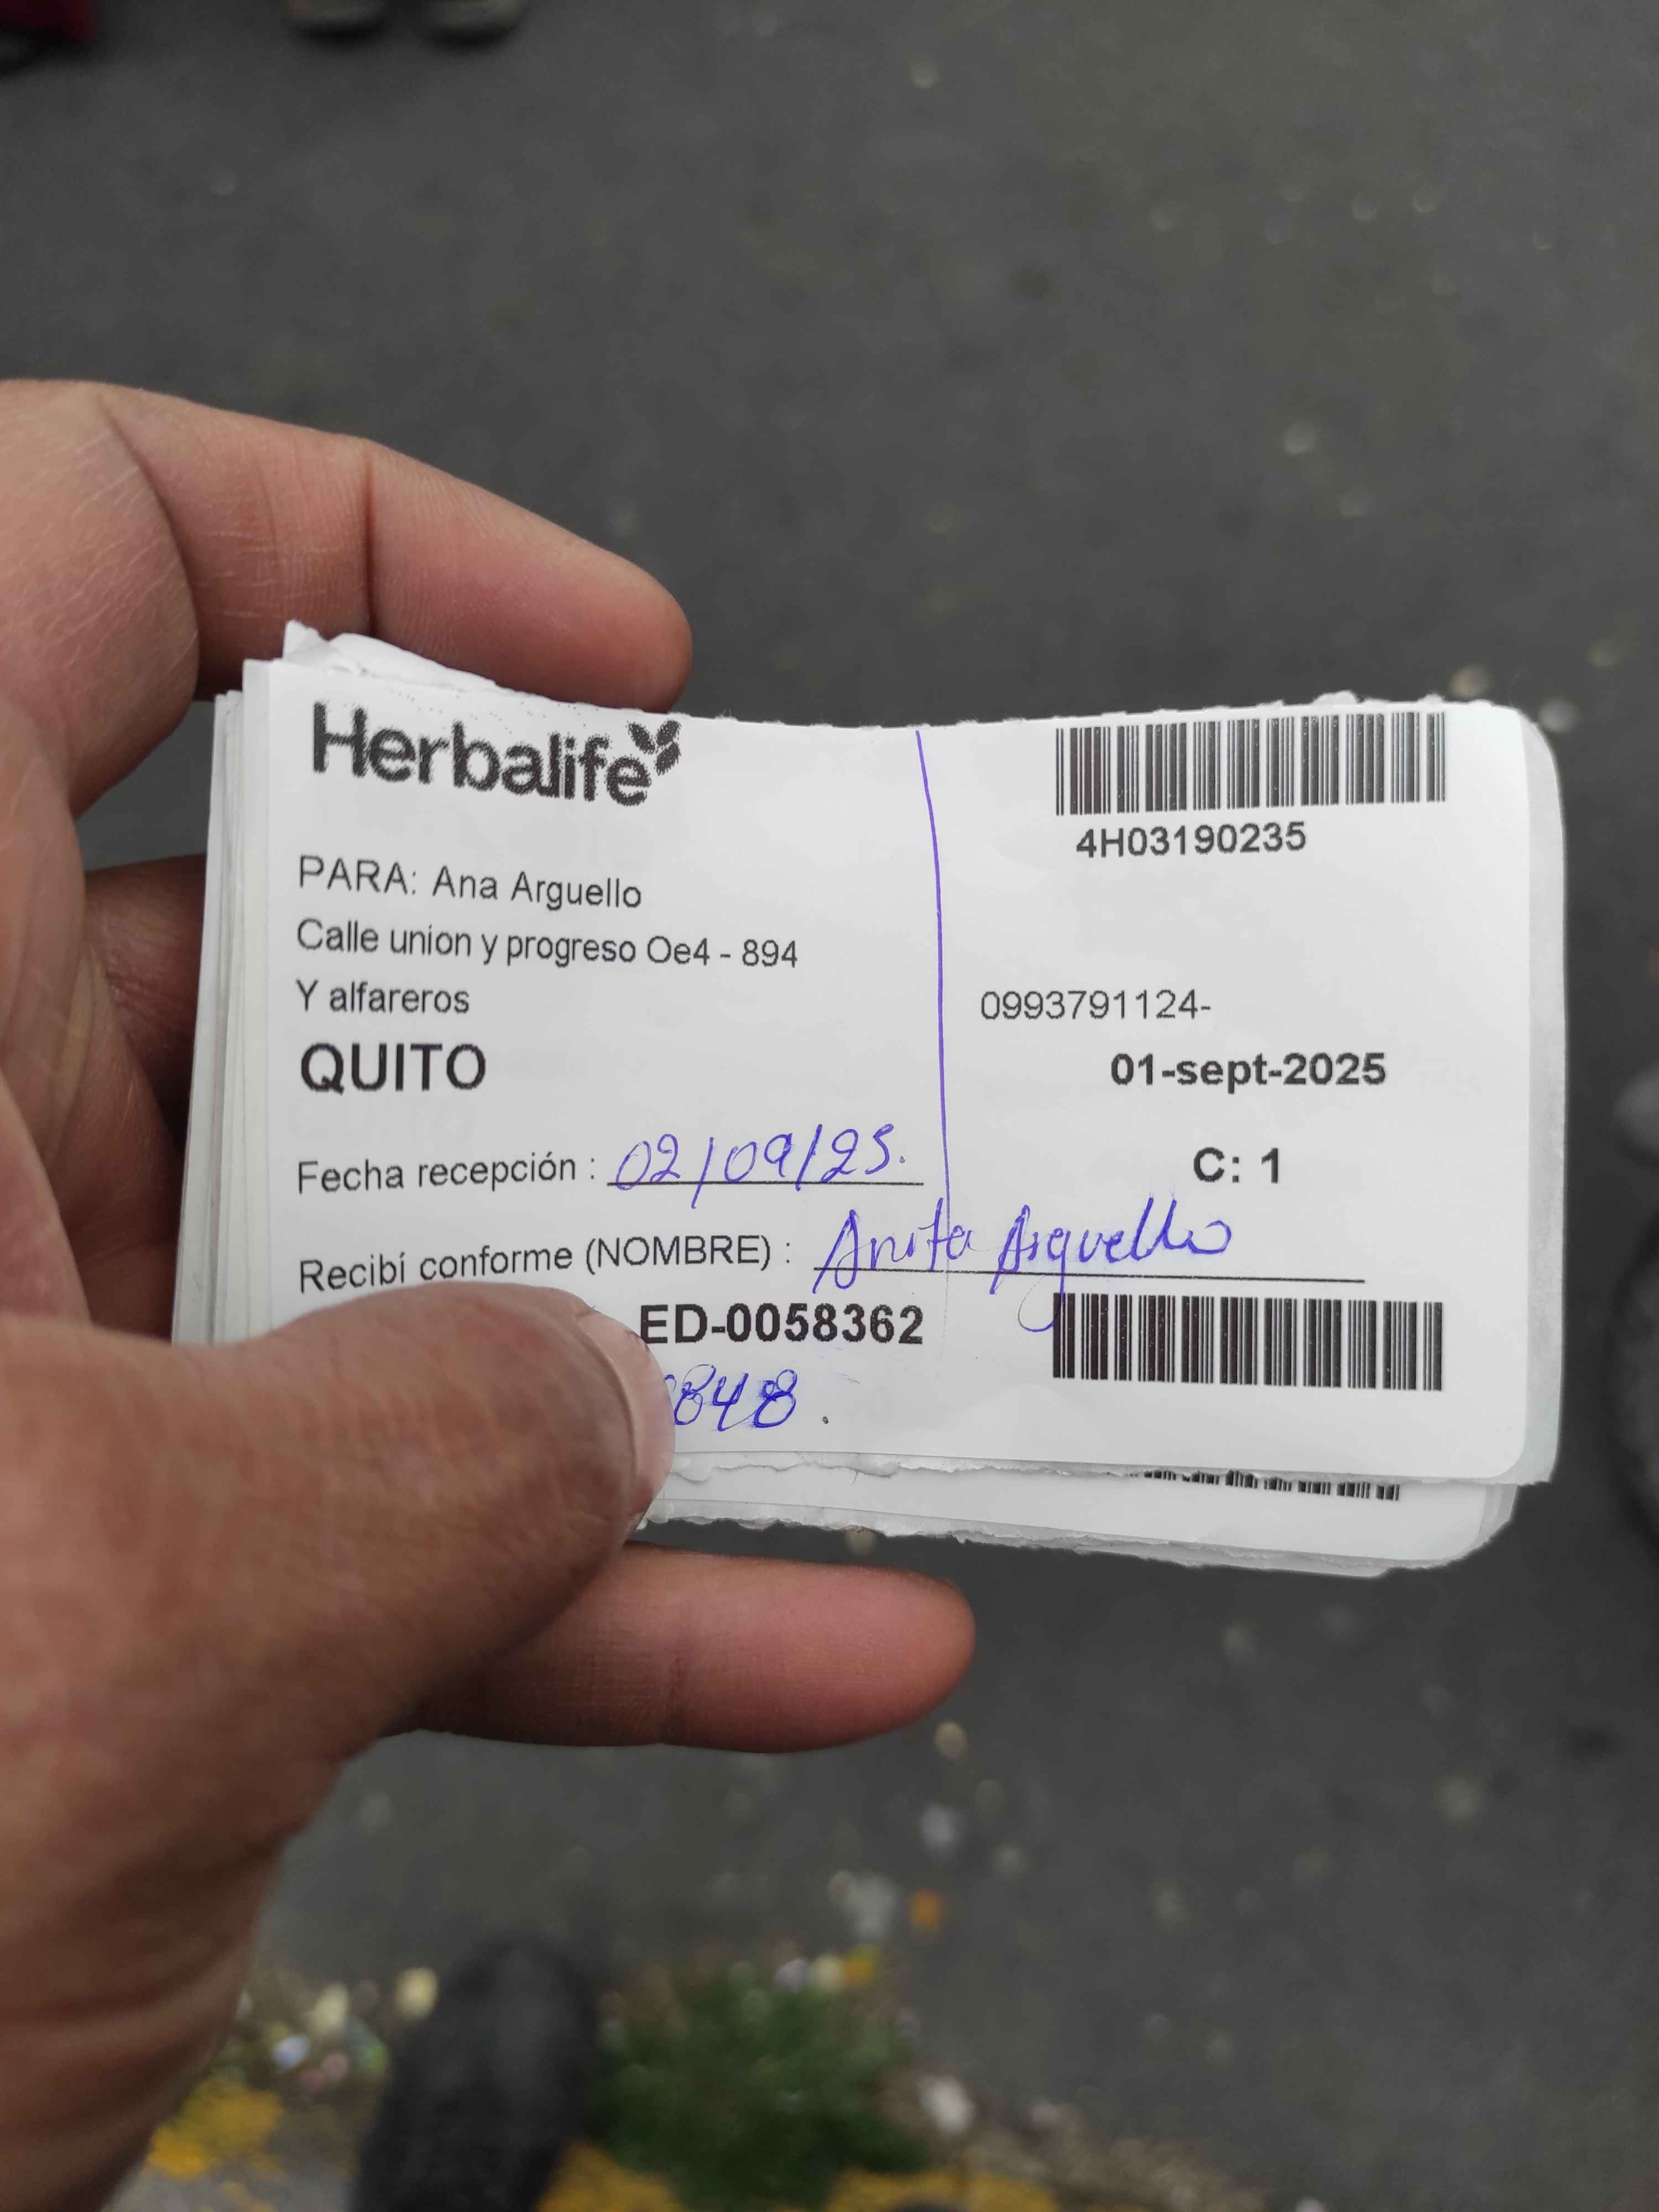 Herbalife
4H03190235
PARA: Ana Arguello
Calle union y progreso Oe4 - 894
Y alfareros
0993791124-
QUITO
01-sept-2025
Fecha recepción : 02/09/25.
C: 1
Recibí conforme (NOMBRE) : Anita Arguello
ED-0058362
848.